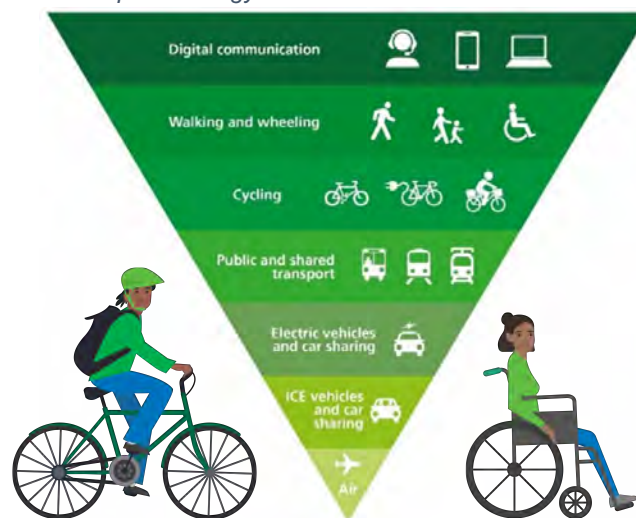 Digital communication
Walking and wheeling
Cycling
Public and shared
transport
Electric vehicles
and car sharing
ICE vehicles
and car
sharing
Air